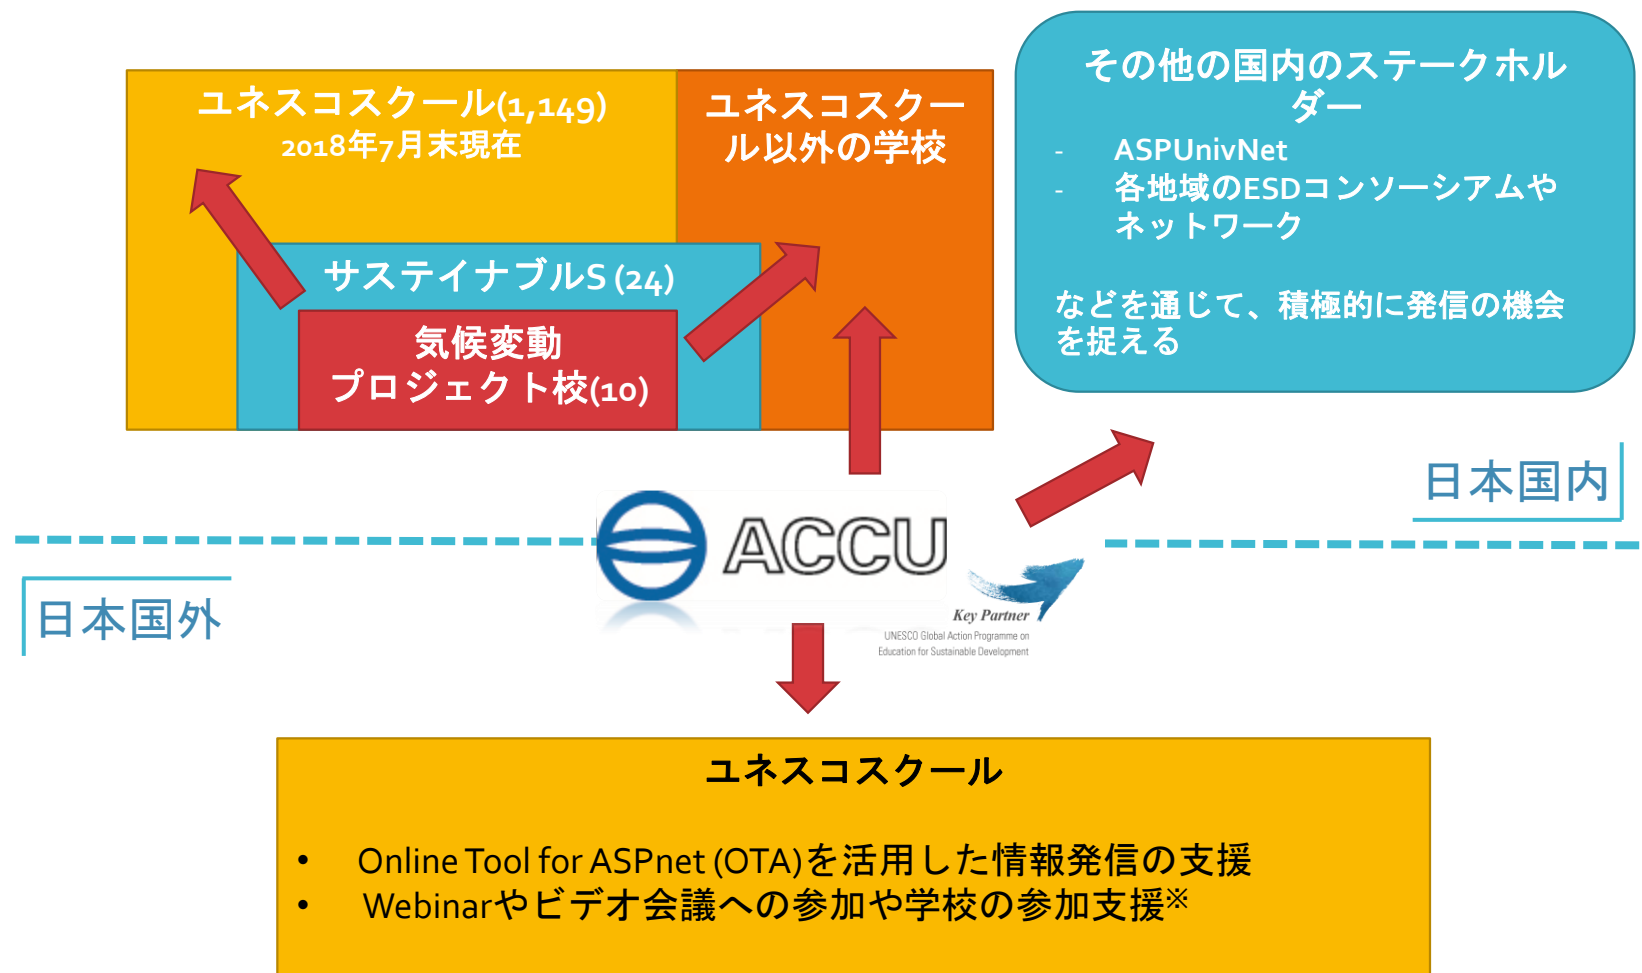 ユネスコスクール(1,149)
2018年7月末現在
ユネスコスクー
ル以外の学校
サステイナブルS (24)
気候変動
プロジェクト校(10)
その他の国内のステークホル
ダー
- ASPUnivNet
- 各地域のESDコンソーシアムや
ネットワーク
などを通じて、積極的に発信の機会
を捉える
日本国内
ACCU
Key Partner
UNESCO Global Action Programme on
Education for Sustainable Development
日本国外
ユネスコスクール
• Online Tool for ASPnet (OTA)を活用した情報発信の支援
• Webinarやビデオ会議への参加や学校の参加支援※